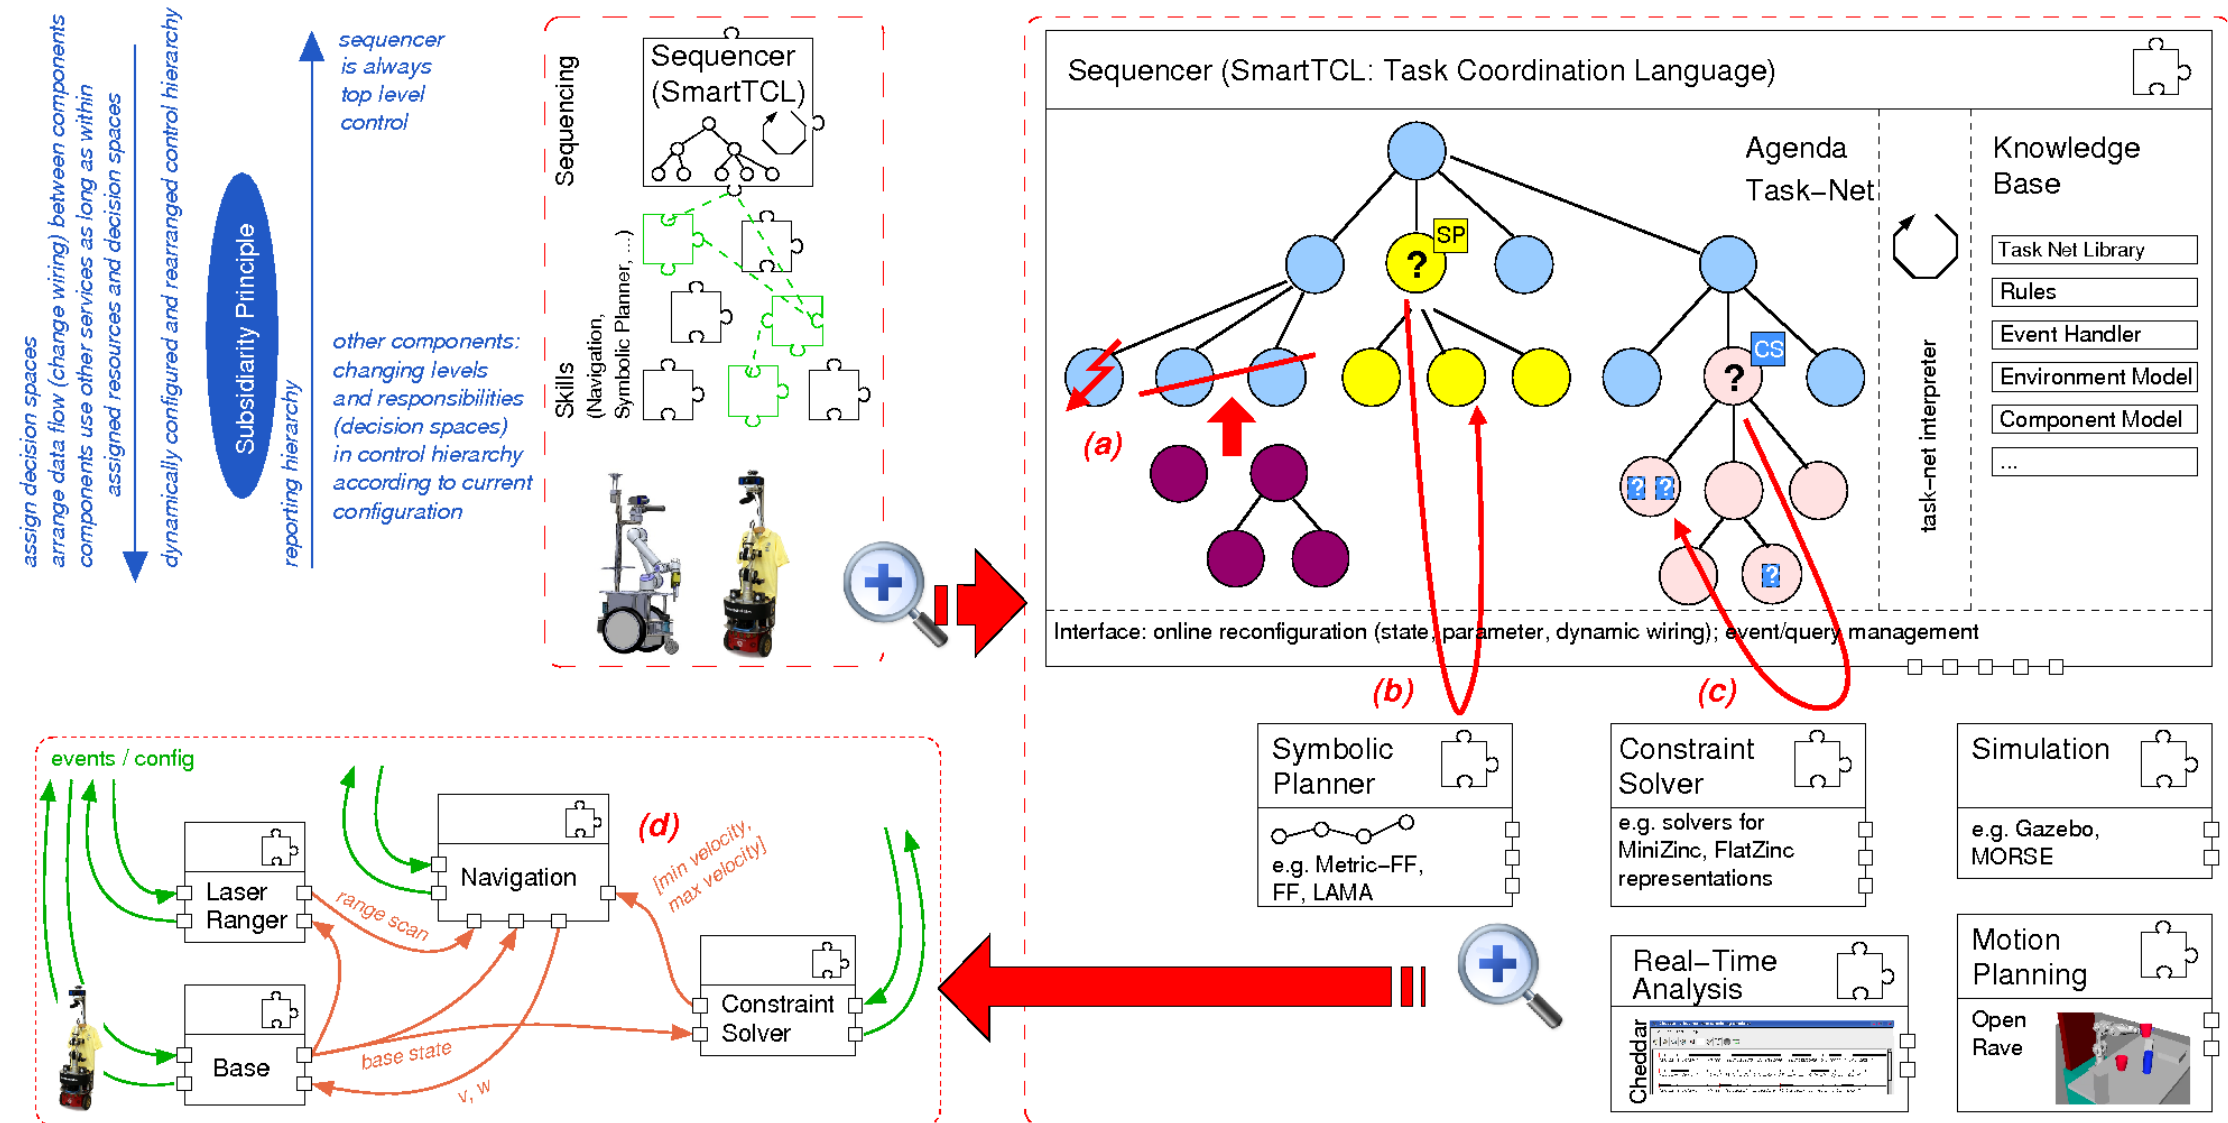 assign decision spaces
arrange data flow (change wiring) between components
components use other services as long as within
assigned resources and decision spaces
dynamically configured and rearranged control hierarchy
Subsidiarity Principle
reporting hierarchy
sequencer
is always
top level
control
other components:
changing levels
and responsibilities
(decision spaces)
in control hierarchy
according to current
configuration
Sequencing
Sequencer
(SmartTCL)
Skills
(Navigation,
Symbolic Planner, ...)
Sequencer (SmartTCL: Task Coordination Language)
Agenda
Task-Net
SP
?
CS
?
? ?
?
(a)
task-net interpreter
Knowledge
Base
Task Net Library
Rules
Event Handler
Environment Model
Component Model
...
Interface: online reconfiguration (state, parameter, dynamic wiring); event/query management
(b)
(c)
Symbolic
Planner
e.g. Metric-FF,
FF, LAMA
Constraint
Solver
e.g. solvers for
MiniZinc, FlatZinc
representations
Simulation
e.g. Gazebo,
MORSE
Real-Time
Analysis
Cheddar
Motion
Planning
Open
Rave
events / config
(d)
Laser
Ranger
Navigation
range scan
[min velocity,
max velocity]
Constraint
Solver
Base
base state
v, w